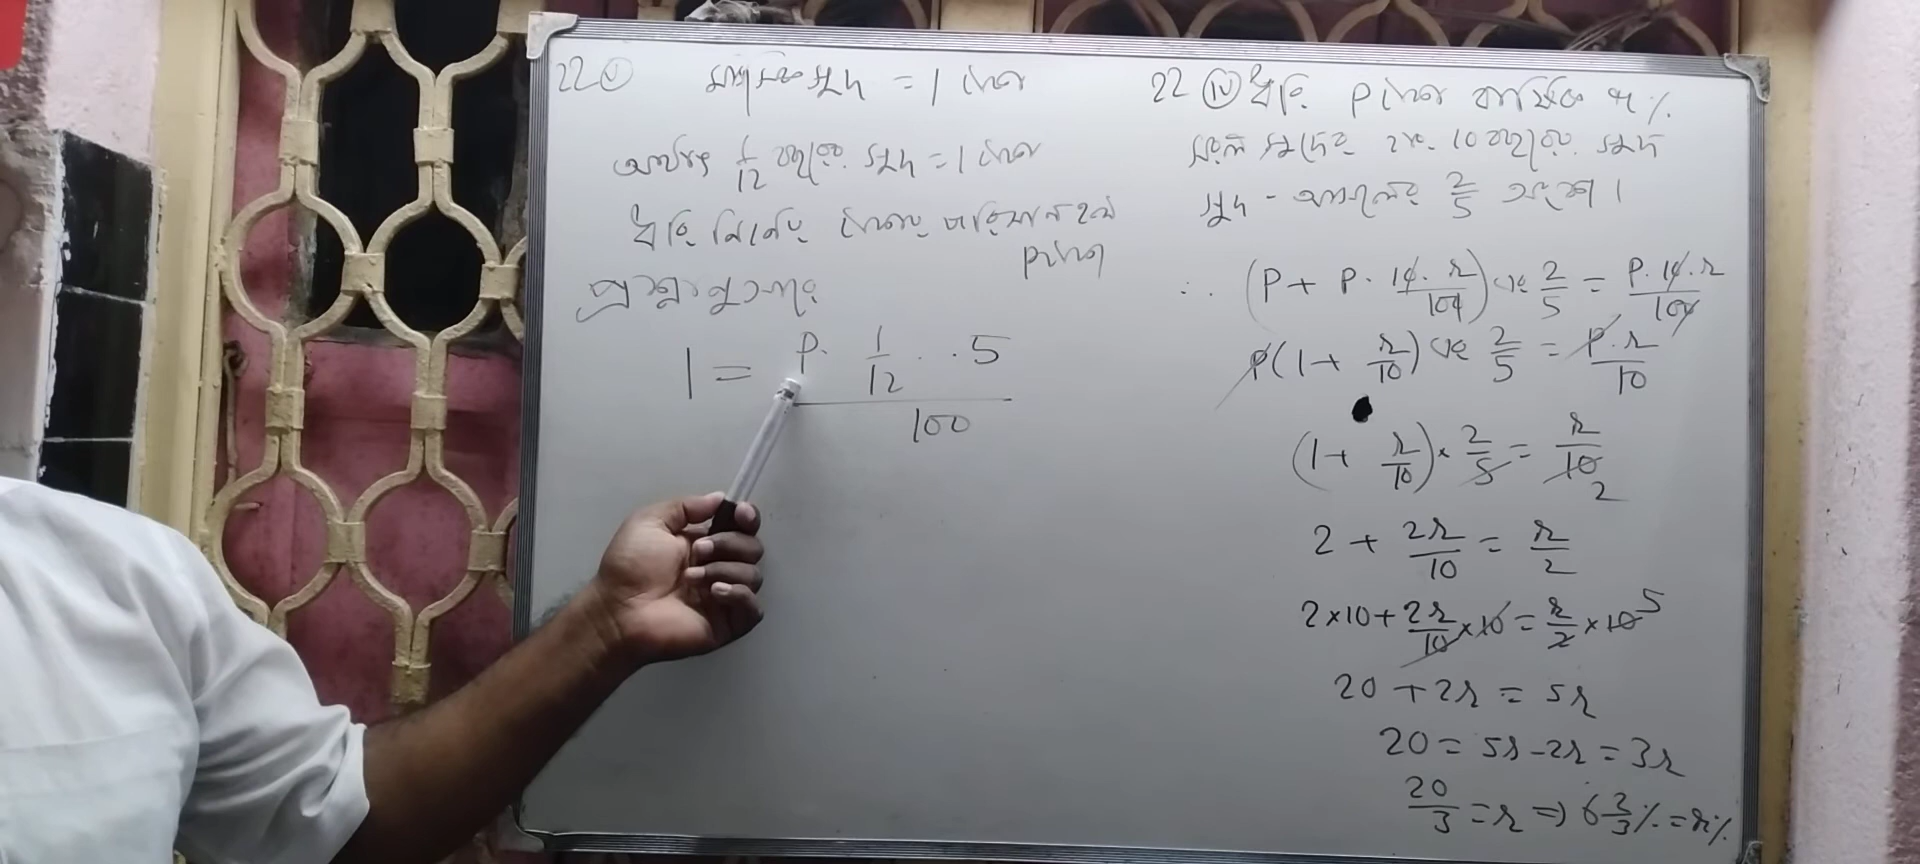 22 (v) মাসিক সুদ = 1 টাকা
অর্থাৎ 1/12 বছরের সুদ = 1 টাকা
ধরি নির্ণেয় টাকার পরিমান হল
P টাকা
প্রশ্নানুসারে
1 = P. 1/12 . . 5 / 100
22 (iv) ধরি P টাকার বার্ষিক r %
সরল সুদের 10 বছরের সুদ
সুদ - আসলের 2/5 অংশ ।
∴ (P + P. 10. r / 100) এর 2/5 = P. 10. r / 100
P(1 + r/10) এর 2/5 = P. r / 10
(1 + r/10) × 2/5 = r/10 2
2 + 2r/10 = r/2
2×10 + 2r/10 ×10 = r/2 ×10 5
20 + 2r = 5r
20 = 5r - 2r = 3r
20/3 = r ⇒ 6 2/3 % = r%